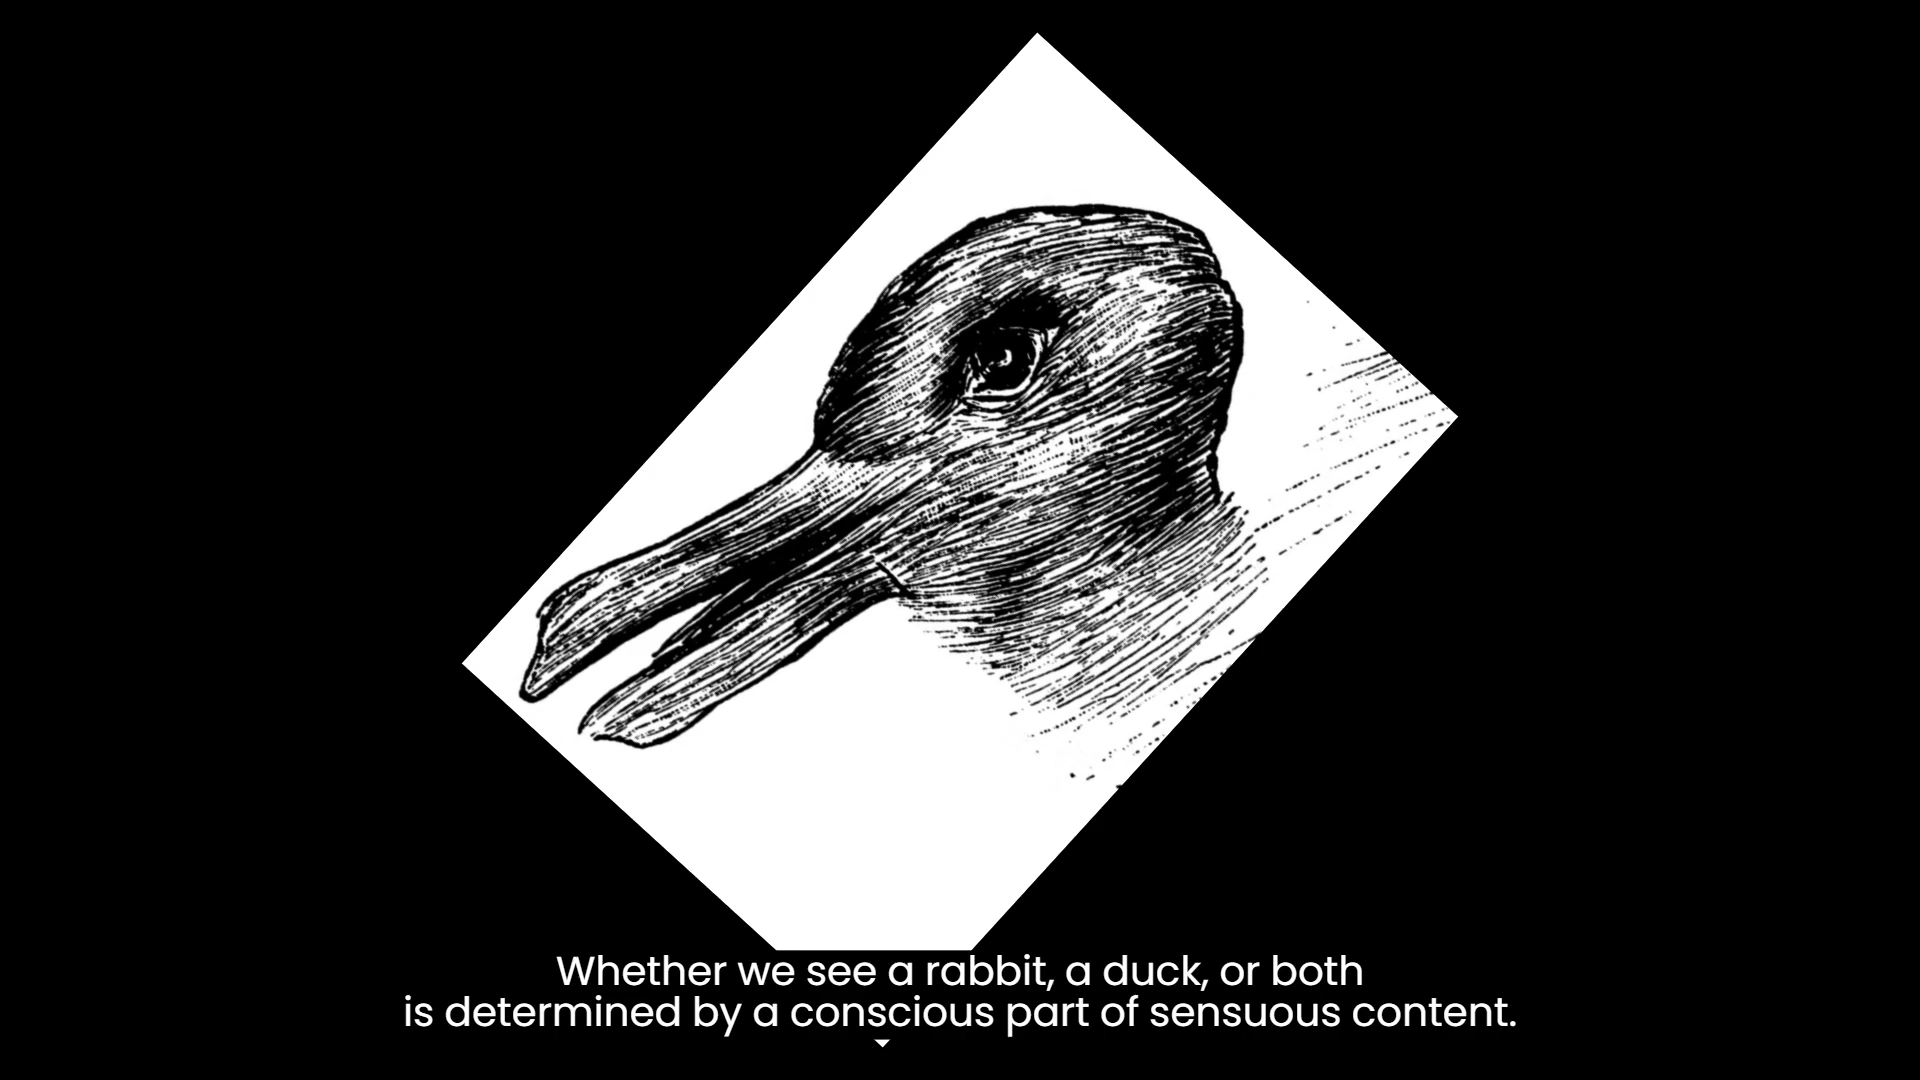 Whether we see a rabbit, a duck, or both
is determined by a conscious part of sensuous content.